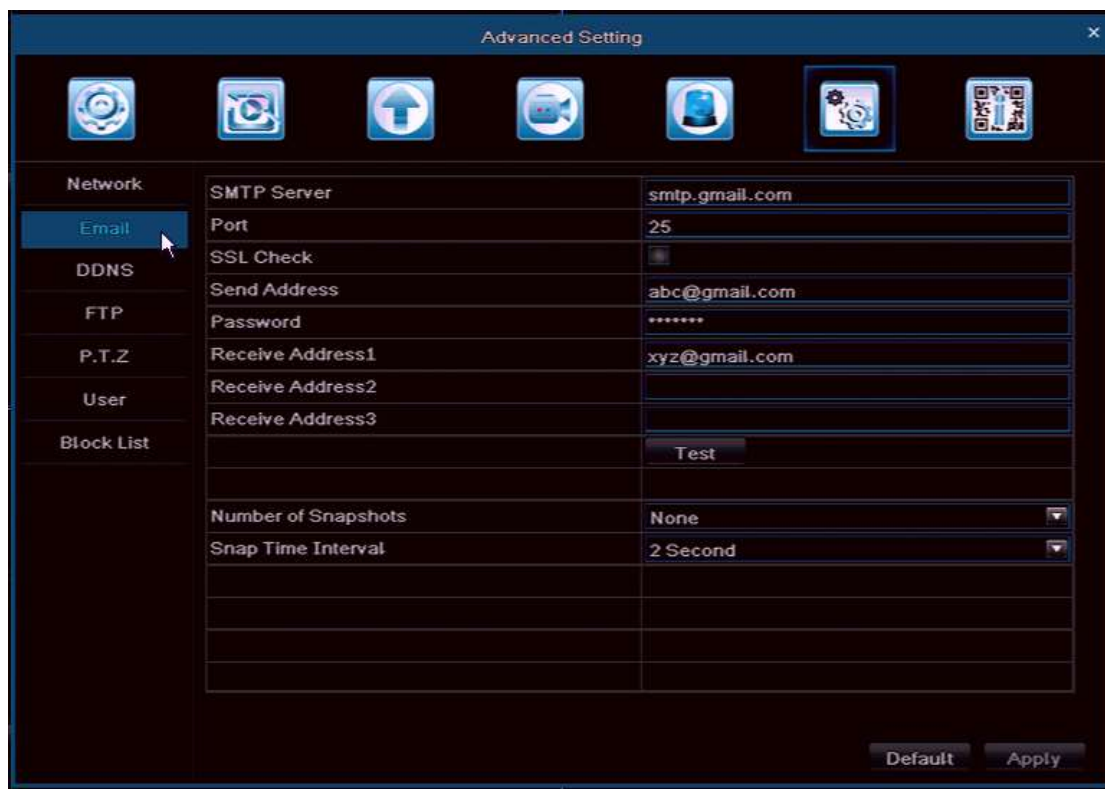 Advanced Setting
Network
Email
DDNS
FTP
P.T.Z
User
Block List
SMTP Server smtp.gmail.com
Port 25
SSL Check
Send Address abc@gmail.com
Password *******
Receive Address1 xyz@gmail.com
Receive Address2
Receive Address3
Test
Number of Snapshots None
Snap Time Interval 2 Second
Default Apply